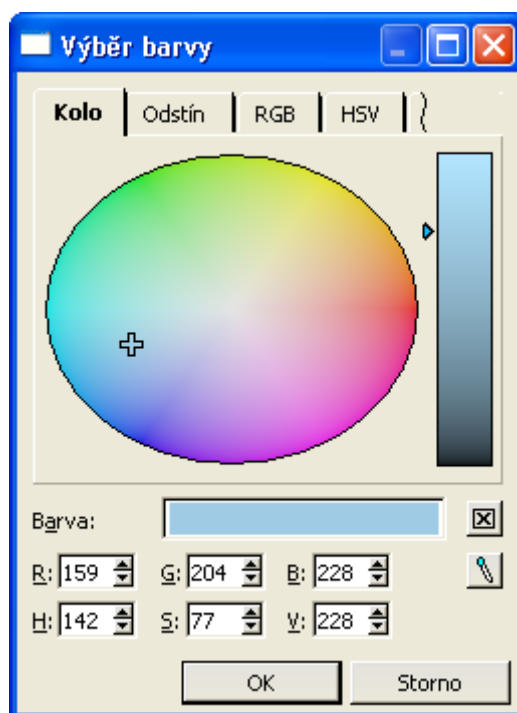 Výběr barvy
Kolo Odstín RGB HSV
Barva:
R: 159 G: 204 B: 228
H: 142 S: 77 V: 228
OK Storno